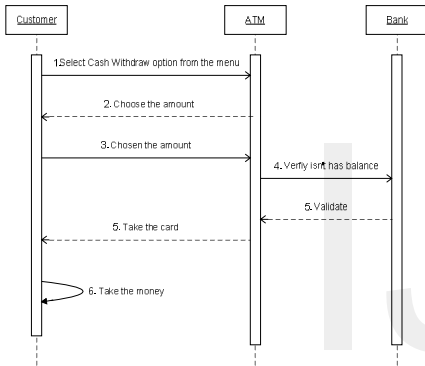 Customer
ATM
Bank
1.Select Cash Withdraw option from the menu
2. Choose the amount
3. Chosen the amount
4. Verfiy isn't has balance
5. Validate
5. Take the card
6. Take the money